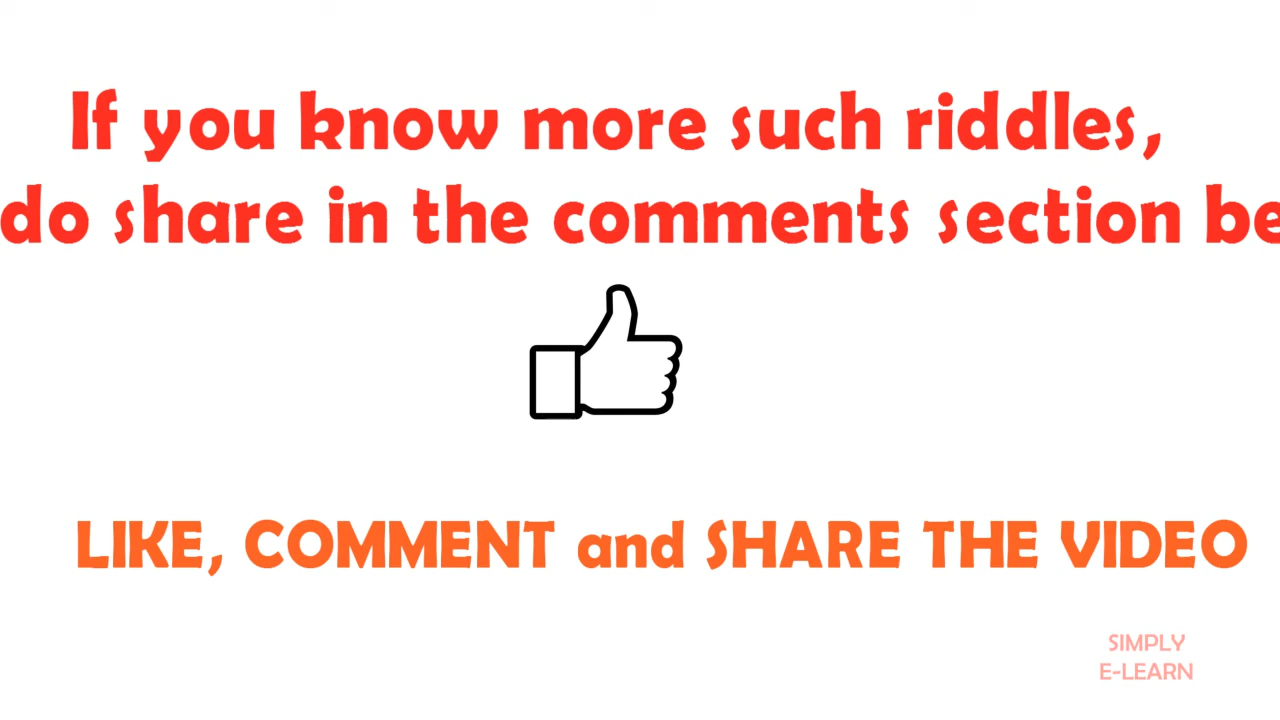 If you know more such riddles,
do share in the comments section be
LIKE, COMMENT and SHARE THE VIDEO
SIMPLY
E-LEARN